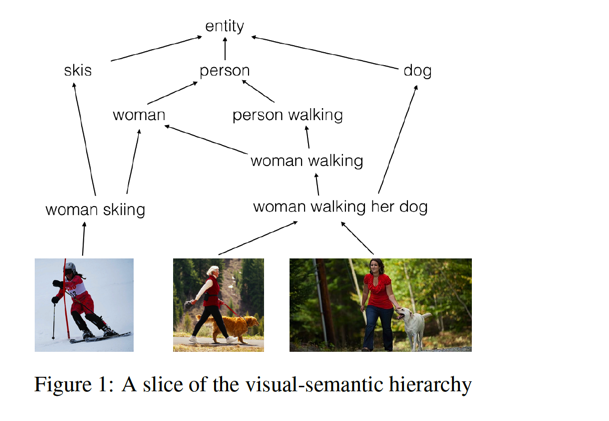 entity
skis person dog
woman person walking
woman walking
woman skiing woman walking her dog
Figure 1: A slice of the visual-semantic hierarchy